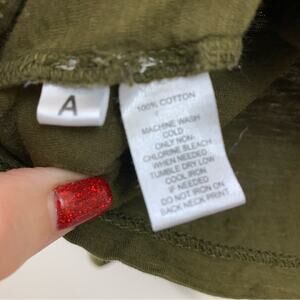 A
100% COTTON
MACHINE WASH
COLD
ONLY NON-
CHLORINE BLEACH
WHEN NEEDED
TUMBLE DRY LOW
COOL IRON
IF NEEDED
DO NOT IRON ON
BACK NECK PRINT